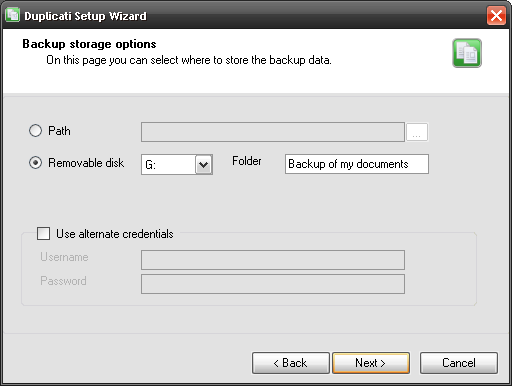 Duplicati Setup Wizard
Backup storage options
On this page you can select where to store the backup data.
Path
...
Removable disk G: Folder Backup of my documents
Use alternate credentials
Username
Password
< Back Next > Cancel